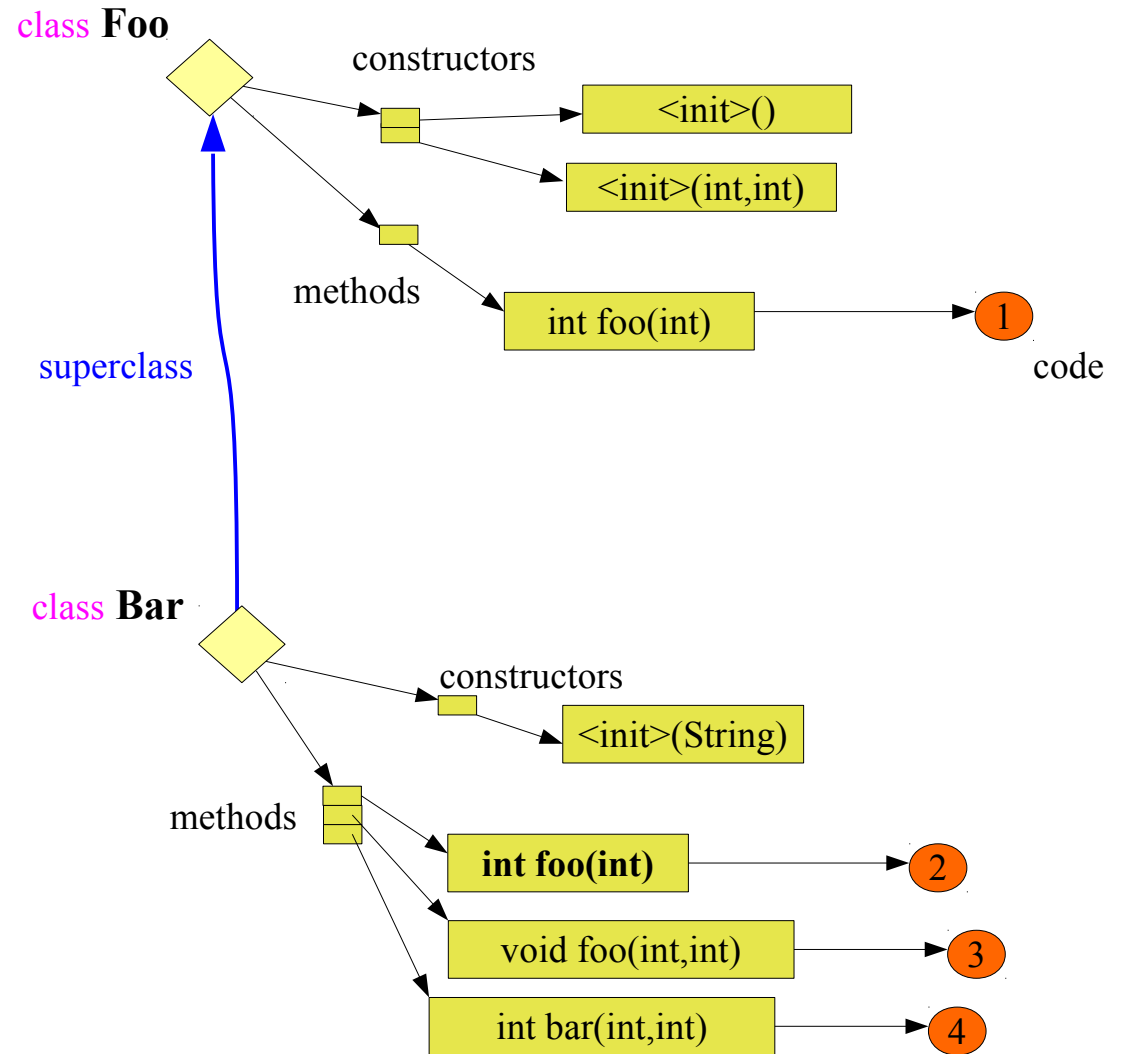 class Foo
constructors
<init>()
<init>(int,int)
methods
int foo(int)
1
superclass
code
class Bar
constructors
<init>(String)
methods
int foo(int)
2
void foo(int,int)
3
int bar(int,int)
4